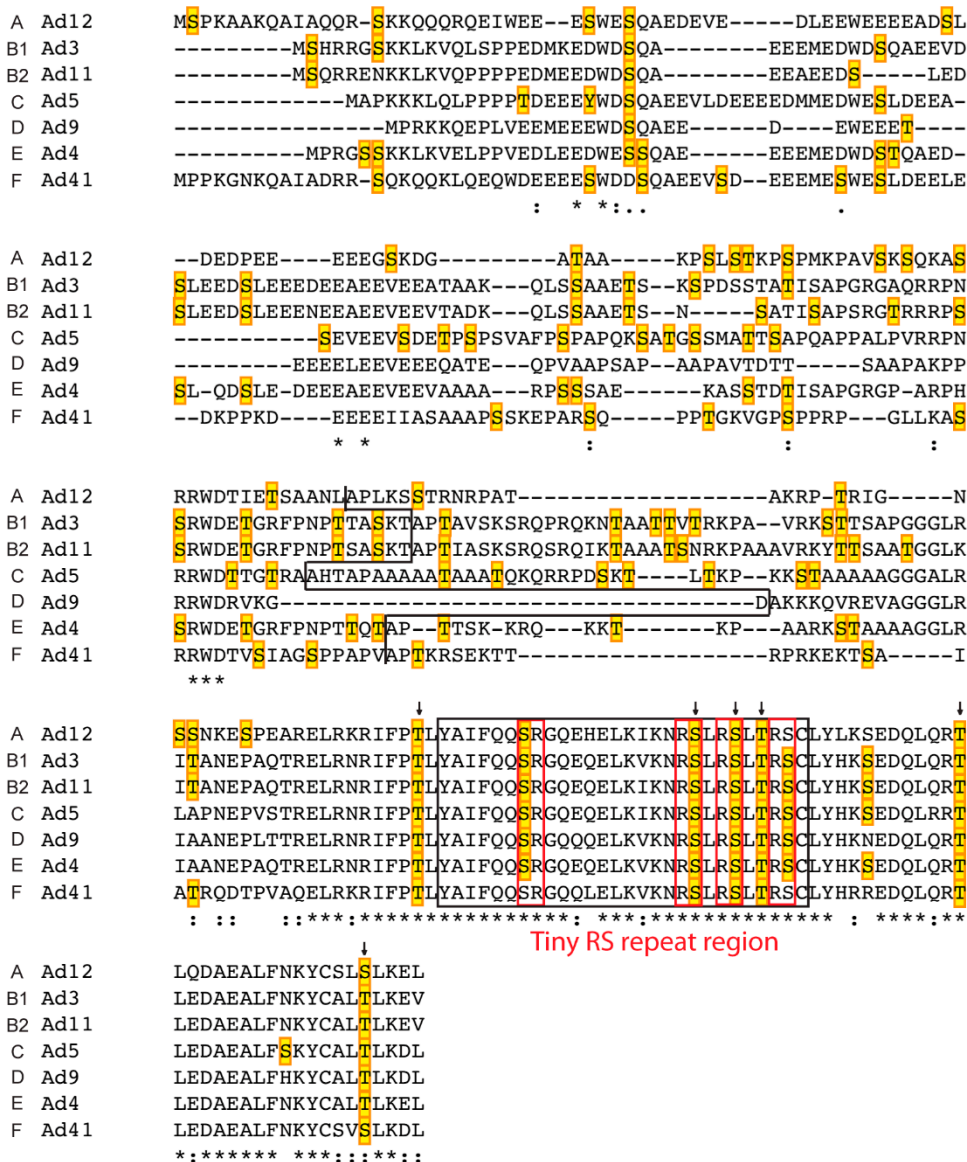 A Ad12 MSPKAAKQAIAQQR-SKKQQQRQEIWEE--ESWESQAEDEVE---DLEEWEEEEADSL
B1 Ad3 ---------MSHRRGSKKLKVQLSPPEDMKEDWDSQA-------EEEMEDWDSQAEEVD
B2 Ad11 ---------MSQRRENKKLKVQPPPPEDMEEDWDSQA-------EEAEEDS-----LED
C Ad5 -------------MAPKKKLQLPPPPTDEEEYWDSQAEEVLDEEEEDMMEDWESLDEEA-
D Ad9 ----------------MPRKKQEPLVEEMEEEWDSQAEE-----D---EWEEET----
E Ad4 ---------MPRGSSKKLKVELPPVEDLEEDWESSQAE------EEEMEDWDSTQAED-
F Ad41 MPPKGNKQAIADRR-SQKQQKLQEQWDEEEESWDDSQAEEVSD-EEEMESWESLDEELE
: * *:.. .
A Ad12 --DEDPEE---EEEGSKDG---------ATAA----KPSLSTKPSPMKPAVSKSQKAS
B1 Ad3 SLEEDSLEEEDEEAEEVEEATAAK---QLSSAAETS--KSPDSSTATISAPGRGAQRRPN
B2 Ad11 SLEEDSLEEENEEAEEVEEVTADK---QLSSAAETS--N-----SATISAPSRGTRRRPS
C Ad5 -----------SEVEEVSDETPSPSVAFPSPAPQKSATGSSMATTSAPQAPPALPVRRPN
D Ad9 ---------EEEELEEVEEEQATE---QPVAAPSAP---AAPAVTDTT---SAAPAKPP
E Ad4 SL-QDSLE-DEEEAEEVEEVAAAA----RPSSSAE----KASSTDTISAPGRGP-ARPH
F Ad41 --DKPPKD----EEEEIIASAAAPSSKEPARSQ----PPTGKVGPSPPRP--GLLKAS
* * : : :
A Ad12 RRWDTIETSAANLAPLKSSTRNRPAT-------------------AKRP-TRIG-----N
B1 Ad3 SRWDETGRFPNPTTASKTAPTAVSKSRQPRQKNTAATTVTRKPA--VRKSTTSAPGGGLR
B2 Ad11 SRWDETGRFPNPTSASKTAPTIASKSRQSRQIKTAAATSNRKPAAAVRKYTTSAATGGLK
C Ad5 RRWDTTGTRAAHTAPAAAAATAAATQKQRRPDSKT----LTKP--KKSTAAAAAGGALR
D Ad9 RRWDRVKG------------------------------------DAKKKQVREVAGGGLR
E Ad4 SRWDETGRFPNPTTQTAP--TTSK-KRQ--KKT-------KP---AARKSTAAAAGGLR
F Ad41 RRWDTVSIAGSPPAPVAPTKRSEKTT-------------------RPRKEKTSA-----I
***
A Ad12 SSNKESPEARELRKRIFPTLYAIFQQSRGQEHELKIKNRSLRSLTRSCLYLKSEDQLQRT
B1 Ad3 ITANEPAQTRELRNRIFPTLYAIFQQSRGQEQELKVKNRSLRSLTRSCLYHKSEDQLQRT
B2 Ad11 ITANEPAQTRELRNRIFPTLYAIFQQSRGQEQELKVKNRSLRSLTRSCLYHKSEDQLQRT
C Ad5 LAPNEPVSTRELRNRIFPTLYAIFQQSRGQEQELKIKNRSLRSLTRSCLYHKSEDQLRRT
D Ad9 IAANEPLTTRELRNRIFPTLYAIFQQSRGQQQELKIKNRSLRSLTRSCLYHKNEDQLQRT
E Ad4 IAANEPAQTRELRNRIFPTLYAIFQQSRGQEQELKVKNRSLRSLTRSCLYHKSEDQLQRT
F Ad41 ATRQDTPVAQELRKRIFPTLYAIFQQSRGQQLELKVKNRSLRSLTRSCLYHRREDQLQRT
: :: ::***:**************** **:************** : ****:**
Tiny RS repeat region
A Ad12 LQDAEALFNKYCSLSLKEL
B1 Ad3 LEDAEALFNKYCALTLKEV
B2 Ad11 LEDAEALFNKYCALTLKEV
C Ad5 LEDAEALFSKYCALTLKDL
D Ad9 LEDAEALFHKYCALTLKDL
E Ad4 LEDAEALFNKYCALTLKEL
F Ad41 LEDAEALFNKYCSVSLKDL
*:****** ***:::**::